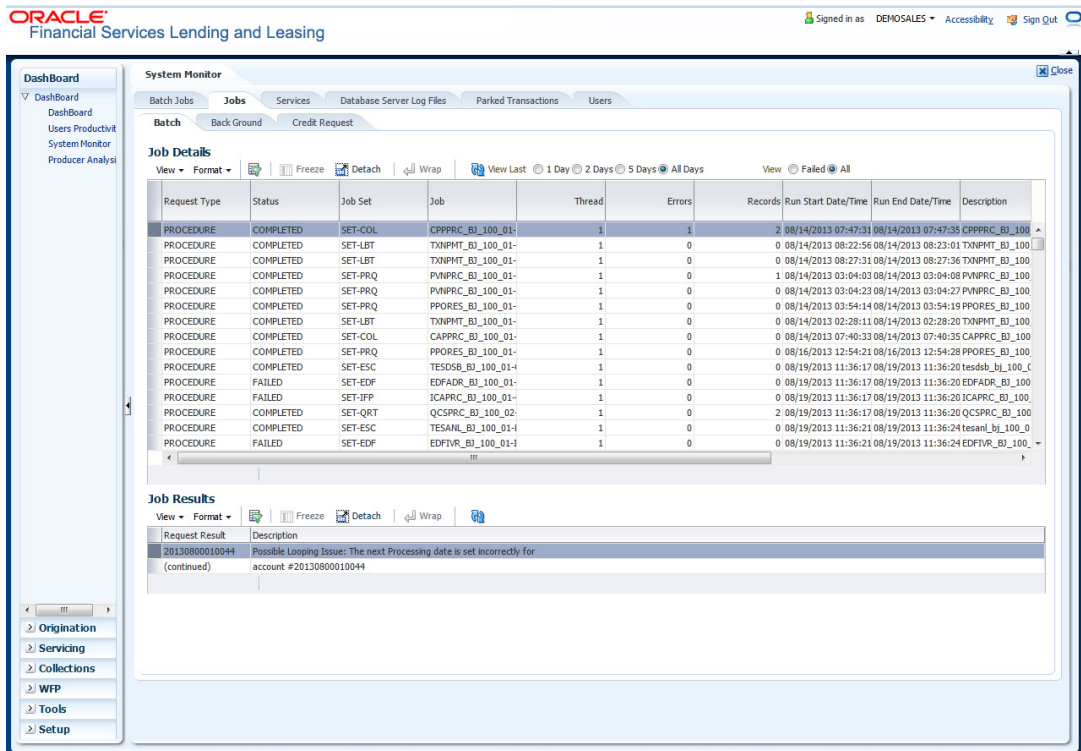 ORACLE
Financial Services Lending and Leasing
Signed in as DEMOSALES Accessibility Sign Out
Close
DashBoard
DashBoard
DashBoard
Users Productivit
System Monitor
Producer Analysi
Origination
Servicing
Collections
WFP
Tools
Setup
System Monitor
Batch Jobs Jobs Services Database Server Log Files Parked Transactions Users
Batch Back Ground Credit Request
Job Details
View Format Freeze Detach Wrap View Last 1 Day 2 Days 5 Days All Days View Failed All
Request Type Status Job Set Job Thread Errors Records Run Start Date/Time Run End Date/Time Description
PROCEDURE COMPLETED SET-COL CPPPRC_BJ_100_01- 1 1 2 08/14/2013 07:47:31 08/14/2013 07:47:35 CPPPRC_BJ_100
PROCEDURE COMPLETED SET-LBT TXNPMT_BJ_100_01- 1 0 0 08/14/2013 08:22:56 08/14/2013 08:23:01 TXNPMT_BJ_100
PROCEDURE COMPLETED SET-LBT TXNPMT_BJ_100_01- 1 0 0 08/14/2013 08:27:31 08/14/2013 08:27:36 TXNPMT_BJ_100
PROCEDURE COMPLETED SET-PRQ PVNPRC_BJ_100_01- 1 0 1 08/14/2013 03:04:03 08/14/2013 03:04:08 PVNPRC_BJ_100
PROCEDURE COMPLETED SET-PRQ PVNPRC_BJ_100_01- 1 0 0 08/14/2013 03:04:23 08/14/2013 03:04:27 PVNPRC_BJ_100
PROCEDURE COMPLETED SET-PRQ PPORES_BJ_100_01- 1 0 0 08/14/2013 03:54:14 08/14/2013 03:54:19 PPORES_BJ_100
PROCEDURE COMPLETED SET-LBT TXNPMT_BJ_100_01- 1 0 0 08/14/2013 02:28:11 08/14/2013 02:28:20 TXNPMT_BJ_100
PROCEDURE COMPLETED SET-COL CAPPRC_BJ_100_01- 1 0 0 08/14/2013 07:40:33 08/14/2013 07:40:35 CAPPRC_BJ_100
PROCEDURE COMPLETED SET-PRQ PPORES_BJ_100_01- 1 0 0 08/16/2013 12:54:21 08/16/2013 12:54:28 PPORES_BJ_100
PROCEDURE COMPLETED SET-ESC TESDSB_BJ_100_01- 1 0 0 08/19/2013 11:36:17 08/19/2013 11:36:20 tesdsb_bj_100_0
PROCEDURE FAILED SET-EDF EDFADR_BJ_100_01- 1 0 0 08/19/2013 11:36:17 08/19/2013 11:36:20 EDFADR_BJ_100
PROCEDURE FAILED SET-IFP ICAPRC_BJ_100_01- 1 0 0 08/19/2013 11:36:17 08/19/2013 11:36:20 ICAPRC_BJ_100_
PROCEDURE COMPLETED SET-QRT QCSPRC_BJ_100_02- 1 0 2 08/19/2013 11:36:17 08/19/2013 11:36:20 QCSPRC_BJ_100
PROCEDURE COMPLETED SET-ESC TESANL_BJ_100_01- 1 0 0 08/19/2013 11:36:21 08/19/2013 11:36:24 tesanl_bj_100_0
PROCEDURE FAILED SET-EDF EDFIVR_BJ_100_01- 1 0 0 08/19/2013 11:36:21 08/19/2013 11:36:24 EDFIVR_BJ_100_
Job Results
View Format Freeze Detach Wrap
Request Result Description
20130800010044 Possible Looping Issue: The next Processing date is set incorrectly for
(continued) account #20130800010044